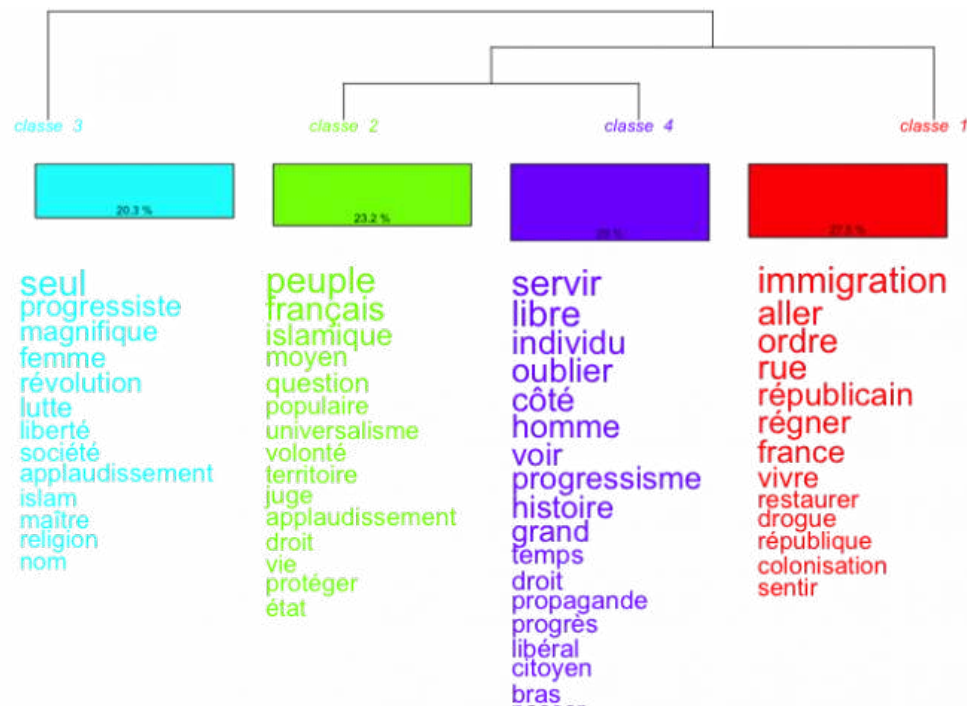 classe 3
classe 2
classe 4
classe 1
20.3 %
23.2 %
seul
progressiste
magnifique
femme
révolution
lutte
liberté
société
applaudissement
islam
maître
religion
nom
peuple
français
islamique
moyen
question
populaire
universalisme
volonté
territoire
juge
applaudissement
droit
vie
protéger
état
servir
libre
individu
oublier
côté
homme
voir
progressisme
histoire
grand
temps
droit
propagande
progrès
libéral
citoyen
bras
immigration
aller
ordre
rue
républicain
régner
france
vivre
restaurer
drogue
république
colonisation
sentir